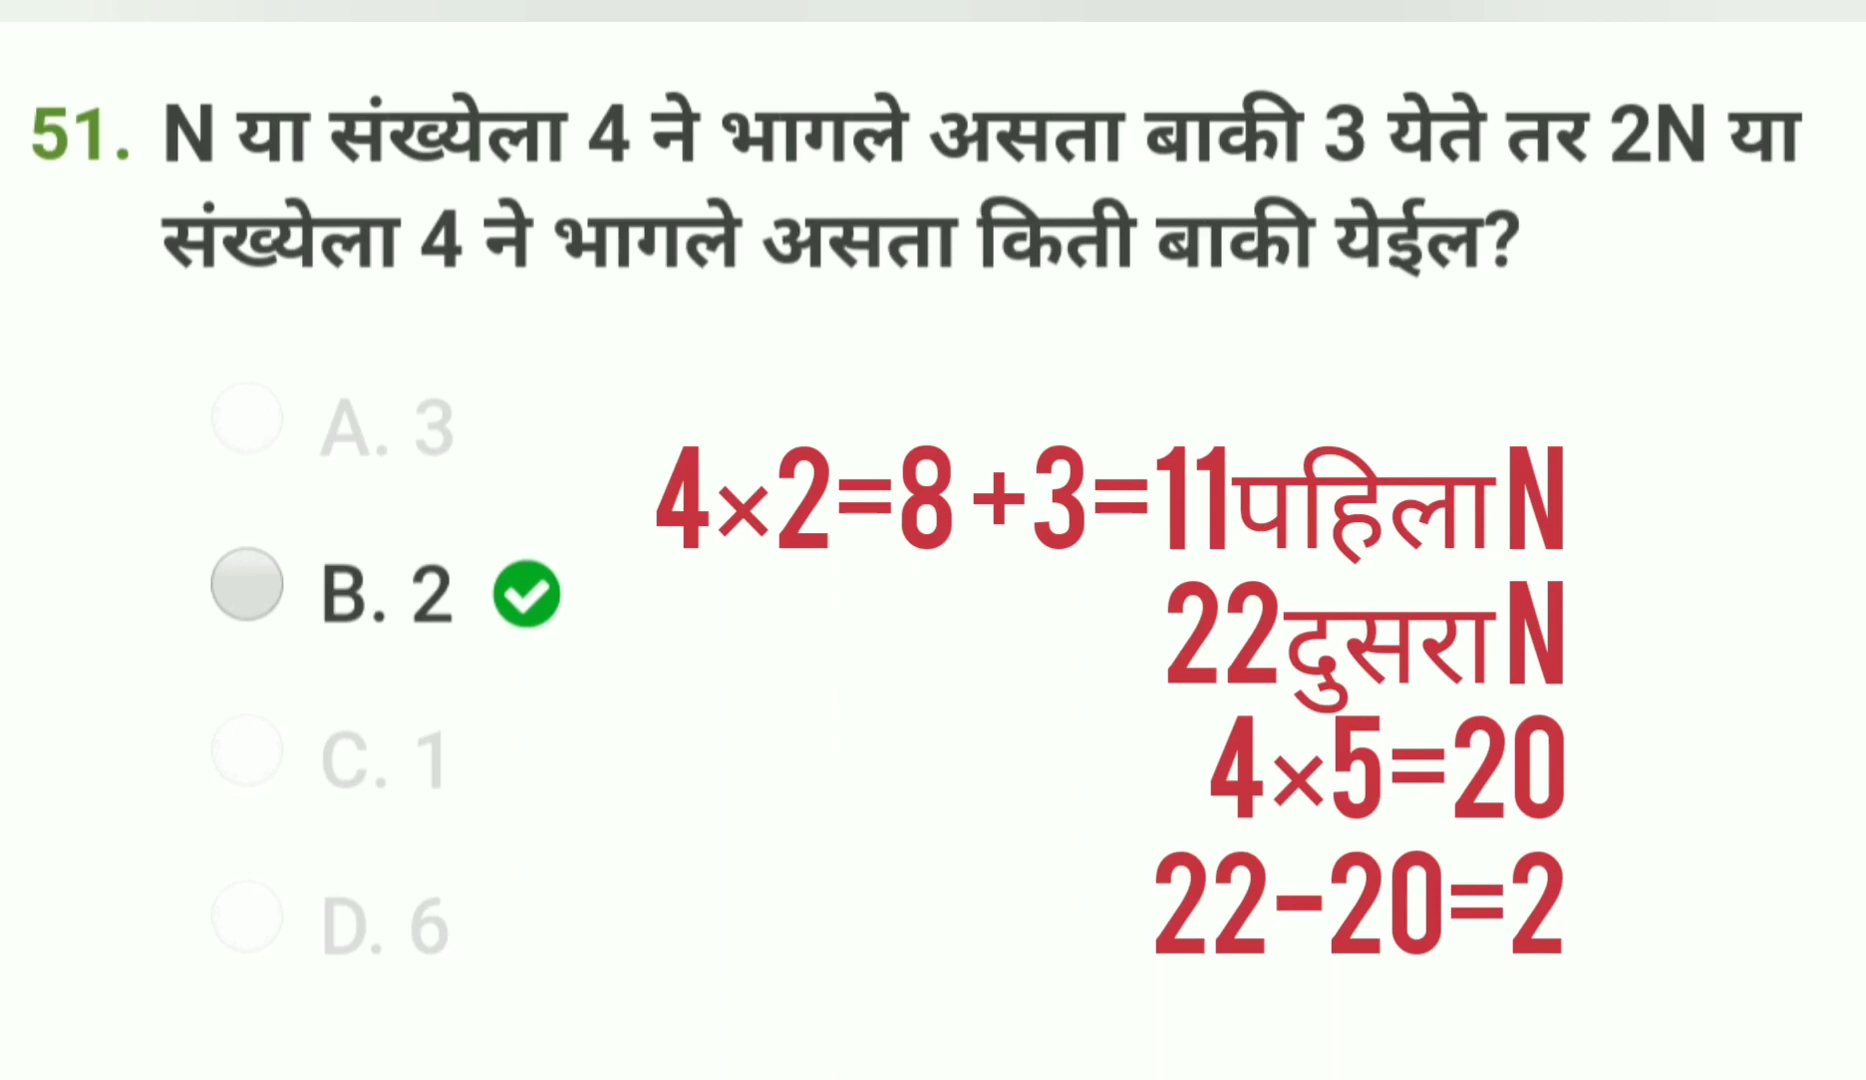 51. N या संख्येला 4 ने भागले असता बाकी 3 येते तर 2N या
संख्येला 4 ने भागले असता किती बाकी येईल?
A. 3
4×2=8+3=11पहिला N
B. 2
22दुसरा N
C. 1
4×5=20
D. 6
22-20=2